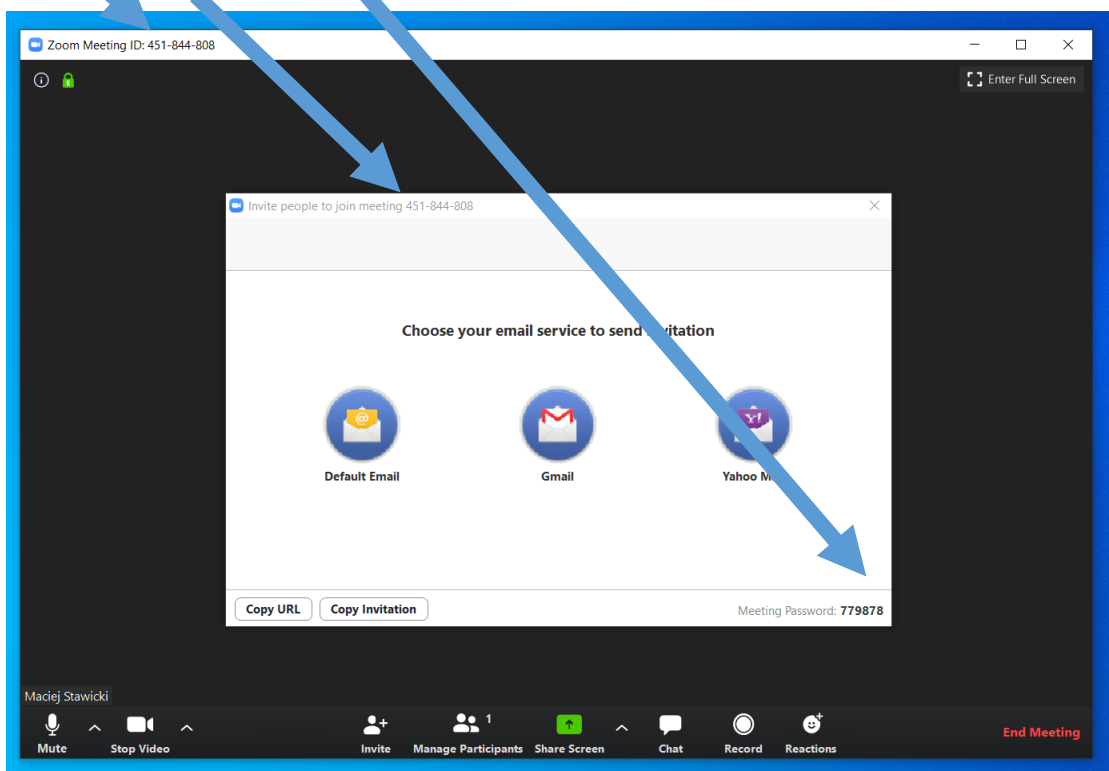 Zoom Meeting ID: 451-844-808
Enter Full Screen
Invite people to join meeting 451-844-808
Choose your email service to send
Default Email
Gmail
Yahoo
Copy URL
Copy Invitation
Meeting Password: 779878
Maciej Stawicki
1
Mute
Stop Video
Invite
Manage Participants
Share Screen
Chat
Record
Reactions
End Meeting